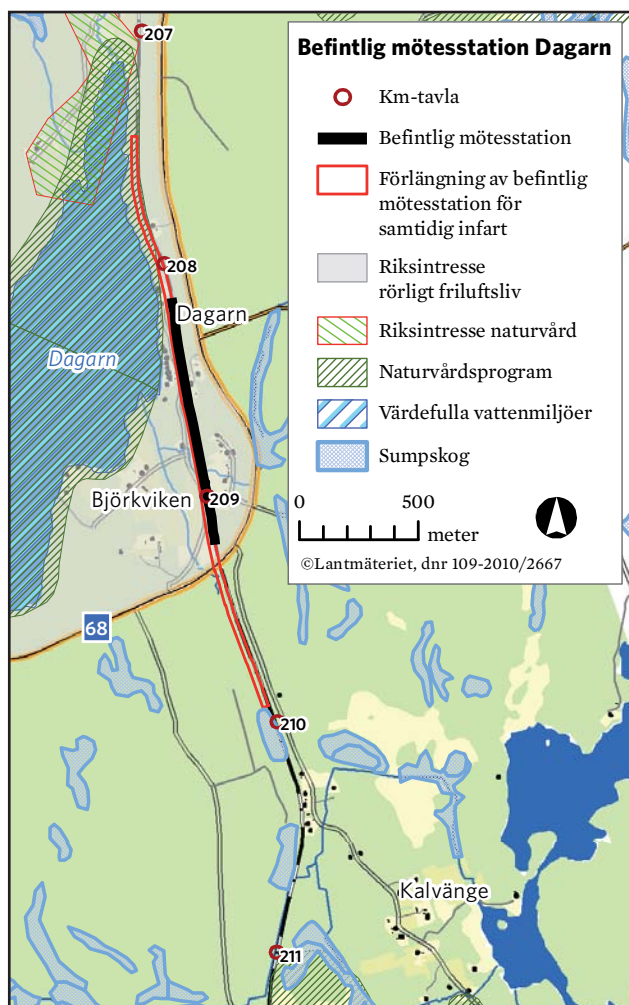 Befintlig mötesstation Dagarn
Km-tavla
Befintlig mötesstation
Förlängning av befintlig
mötesstation för
samtidig infart
Riksintresse
rörligt friluftsliv
Riksintresse naturvård
Naturvårdsprogram
Värdefulla vattenmiljöer
Sumpskog
0 500
meter
©Lantmäteriet, dnr 109-2010/2667
207
208
Dagarn
Dagarn
209
Björkviken
68
210
Kalvänge
211